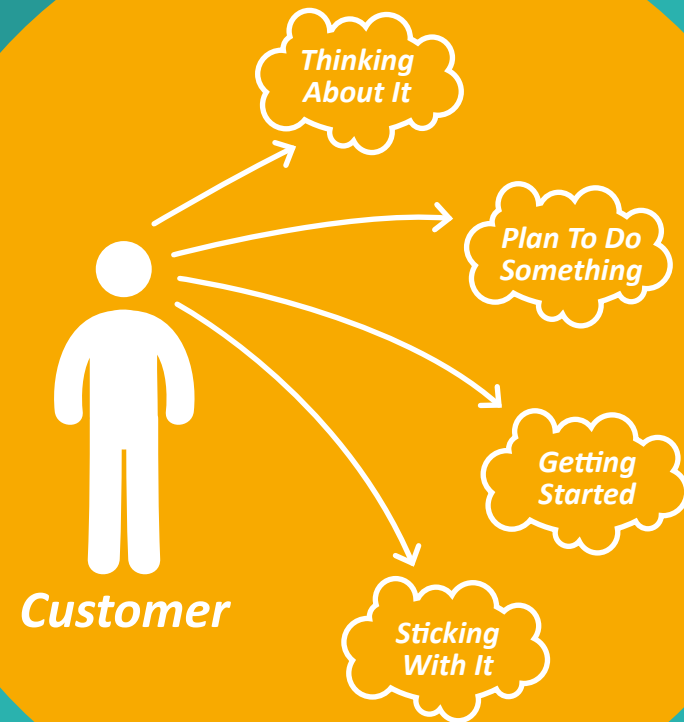 Thinking
About It
Plan To Do
Something
Getting
Started
Customer
Sticking
With It